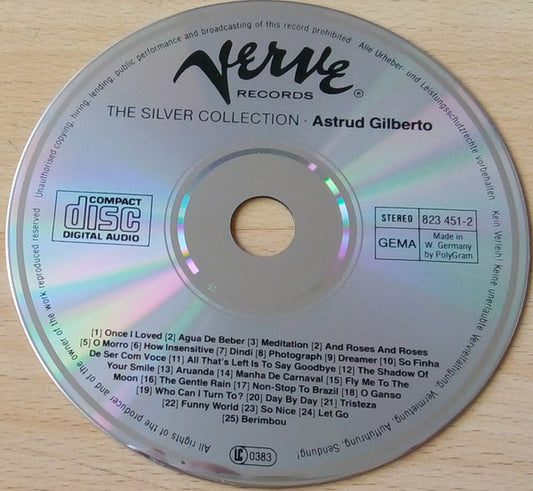 Unauthorised copying, hiring, lending, public performance and broadcasting of this record prohibited · Alle Urheber- und Leistungsschutzrechte vorbehalten · Kein Verleih! Keine unerlaubte Vervielfältigung, Vermietung, Aufführung, Sendung!
All rights of the producer and of the owner of the work reproduced reserved
VERVE
RECORDS ®
THE SILVER COLLECTION · Astrud Gilberto
COMPACT
disc
DIGITAL AUDIO
STEREO 823 451-2
GEMA Made in
W. Germany
by PolyGram
[1] Once I Loved [2] Agua De Beber [3] Meditation [4] And Roses And Roses
[5] O Morro [6] How Insensitive [7] Dindi [8] Photograph [9] Dreamer [10] So Finha
De Ser Com Voce [11] All That's Left Is To Say Goodbye [12] The Shadow Of
Your Smile [13] Aruanda [14] Manha De Carnaval [15] Fly Me To The
Moon [16] The Gentle Rain [17] Non-Stop To Brazil [18] O Ganso
[19] Who Can I Turn To? [20] Day By Day [21] Tristeza
[22] Funny World [23] So Nice [24] Let Go
[25] Berimbou
LC 0383